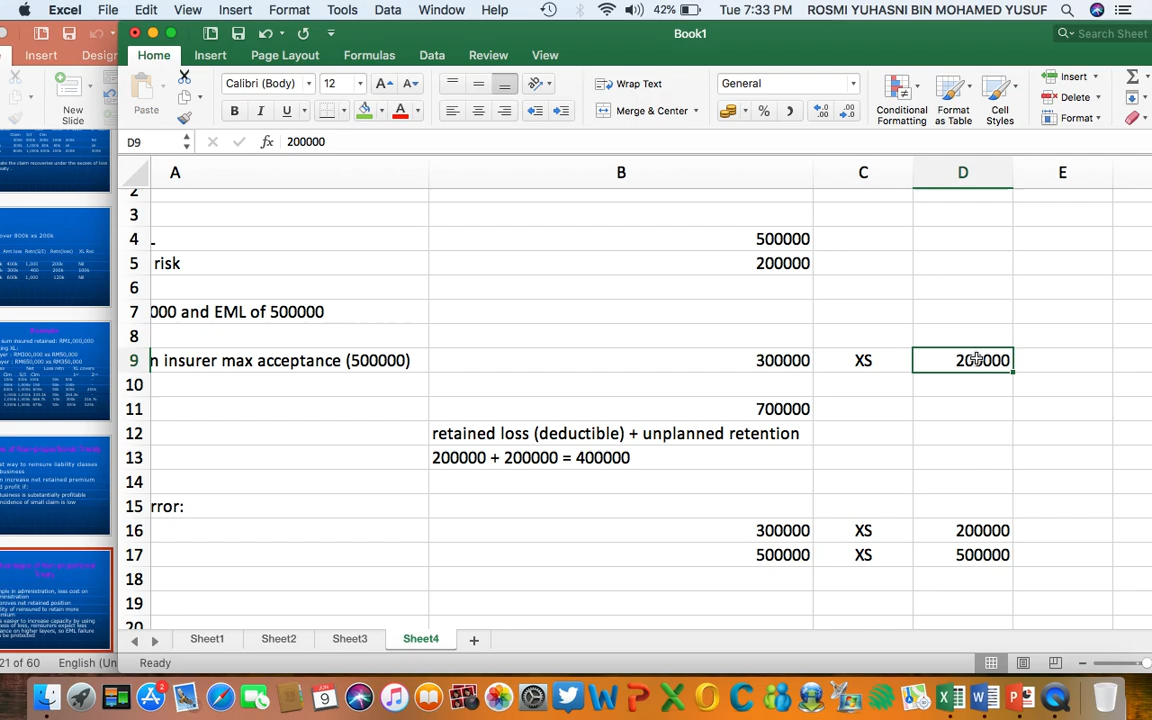 Excel File Edit View Insert Format Tools Data Window Help 42% Tue 7:33 PM ROSMI YUHASNI BIN MOHAMED YUSUF
Book1
Search Sheet
Insert Design
Home Insert Page Layout Formulas Data Review View
New Slide
Paste
Calibri (Body) 12
B I U
Wrap Text
Merge & Center
General
Conditional Formatting
Format as Table
Cell Styles
Insert
Delete
Format
D9 fx 200000
A B C D E
2
3
4 500000
5 risk 200000
6
7 000 and EML of 500000
8
9 n insurer max acceptance (500000) 300000 XS 200000
10
11 700000
12 retained loss (deductible) + unplanned retention
13 200000 + 200000 = 400000
14
15 rror:
16 300000 XS 200000
17 500000 XS 500000
18
19
20
Sheet1 Sheet2 Sheet3 Sheet4
21 of 60 English (Un
Ready
JUN
9
2